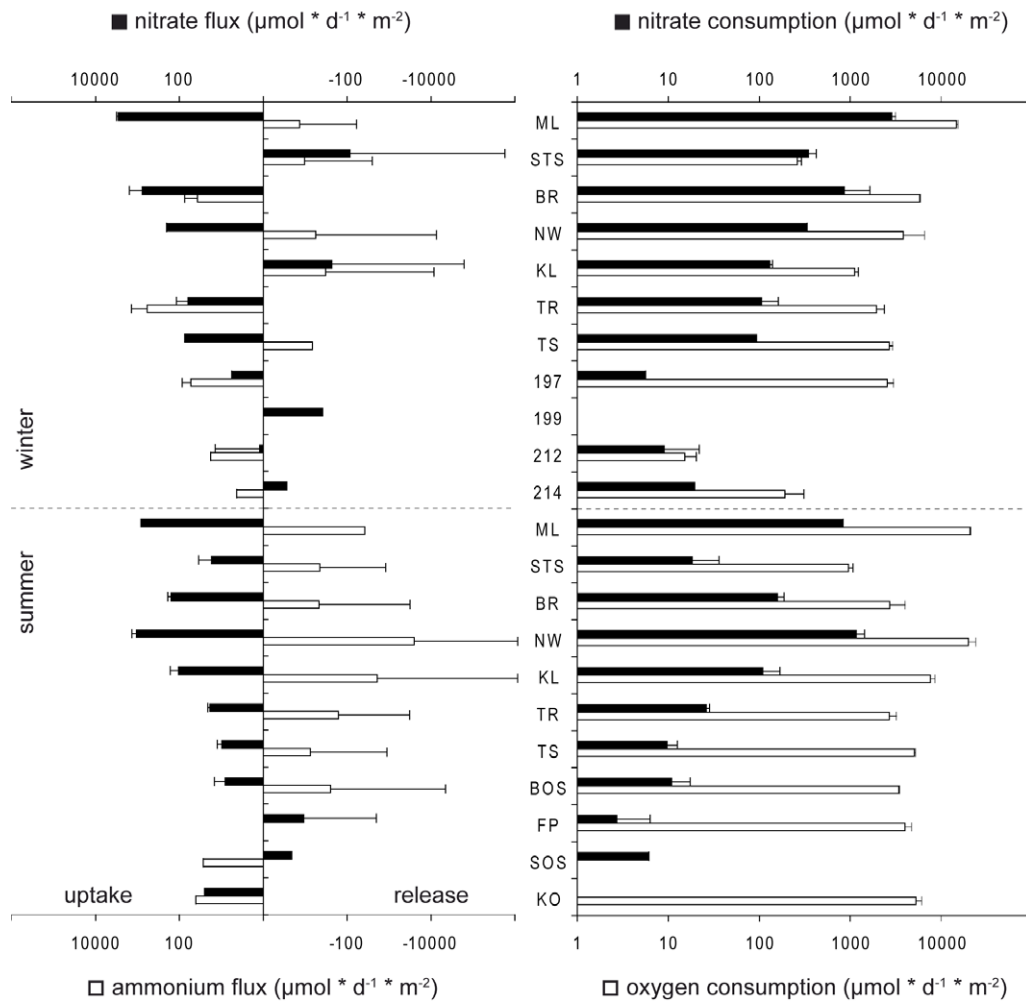 ■ nitrate flux (µmol * d-1 * m-2)
■ nitrate consumption (µmol * d-1 * m-2)
10000 100 -100 -10000
1 10 100 1000 10000
ML
STS
BR
NW
KL
TR
TS
197
199
212
214
winter
ML
STS
BR
NW
KL
TR
TS
BOS
FP
SOS
KO
summer
uptake release
10000 100 -100 -10000
1 10 100 1000 10000
□ ammonium flux (µmol * d-1 * m-2)
□ oxygen consumption (µmol * d-1 * m-2)